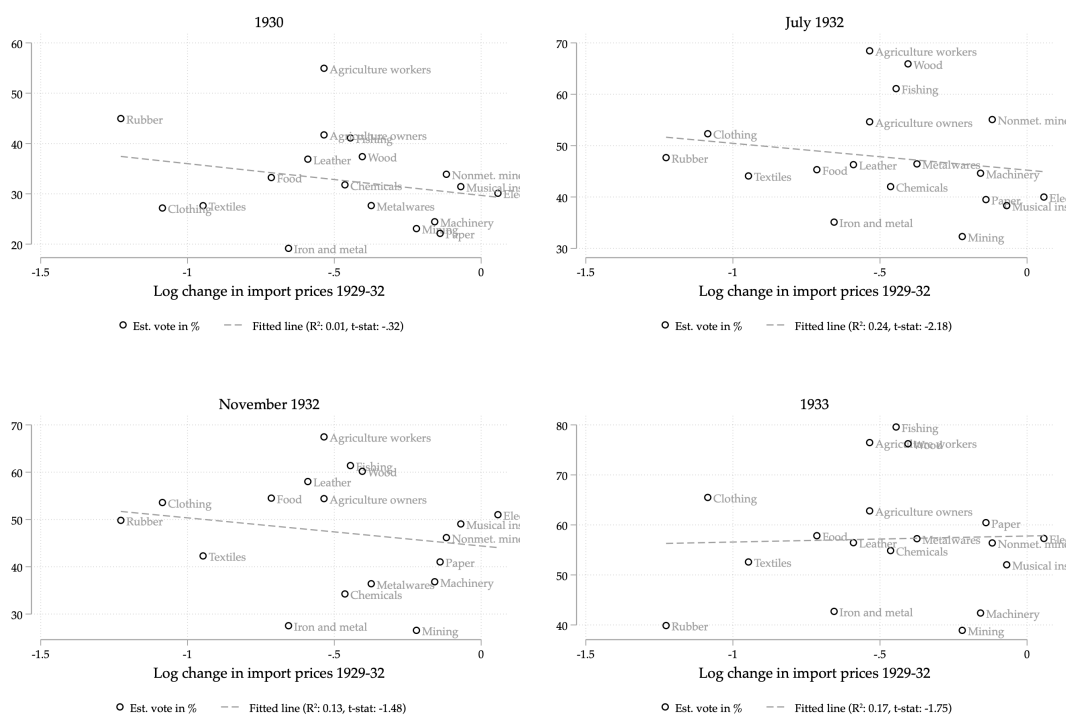 1930
60
50
40
30
20
Agriculture workers
Rubber
Agriculture owners
Fishing
Leather
Wood
Food
Chemicals
Nonmet. mine
Musical ins
Ele
Clothing
Textiles
Metalwares
Machinery
Mining
Paper
Iron and metal
-1.5 -1 -.5 0
Log change in import prices 1929-32
Est. vote in % Fitted line (R²: 0.01, t-stat: -.32)
July 1932
70
60
50
40
30
Agriculture workers
Wood
Fishing
Agriculture owners
Nonmet. mine
Clothing
Rubber
Metalwares
Leather
Food
Textiles
Machinery
Chemicals
Paper
Ele
Musical ins
Iron and metal
Mining
-1.5 -1 -.5 0
Log change in import prices 1929-32
Est. vote in % Fitted line (R²: 0.24, t-stat: -2.18)
November 1932
70
60
50
40
30
Agriculture workers
Fishing
Wood
Leather
Food
Agriculture owners
Clothing
Rubber
Ele
Musical ins
Nonmet. mine
Textiles
Paper
Metalwares
Machinery
Chemicals
Iron and metal
Mining
-1.5 -1 -.5 0
Log change in import prices 1929-32
Est. vote in % Fitted line (R²: 0.13, t-stat: -1.48)
1933
80
70
60
50
40
Fishing
Agriculture workers
Wood
Clothing
Agriculture owners
Paper
Food
Leather
Metalwares
Nonmet. mine
Ele
Chemicals
Textiles
Musical ins
Iron and metal
Machinery
Rubber
Mining
-1.5 -1 -.5 0
Log change in import prices 1929-32
Est. vote in % Fitted line (R²: 0.17, t-stat: -1.75)